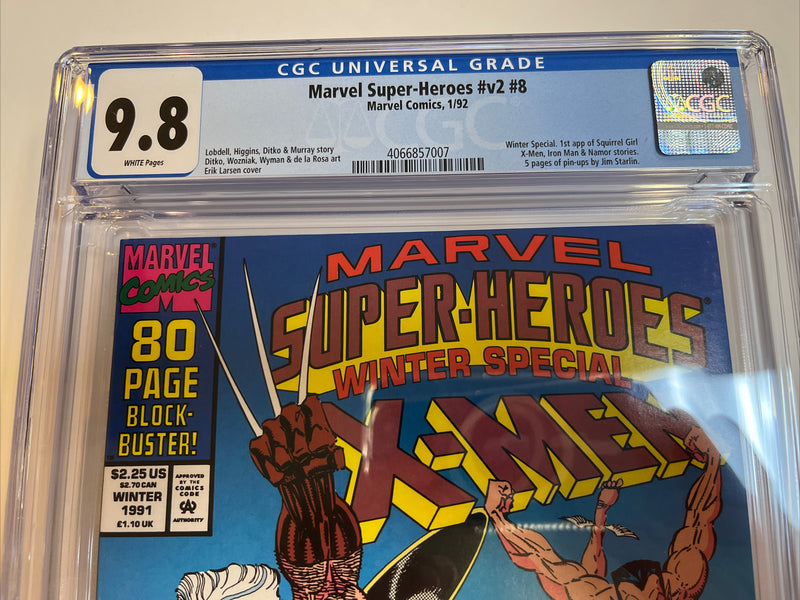 CGC UNIVERSAL GRADE
9.8
WHITE Pages
Marvel Super-Heroes #v2 #8
Marvel Comics, 1/92
Lobdell, Higgins, Ditko & Murray story
Ditko, Wozniak, Wyman & de la Rosa art
Erik Larsen cover
4066857007
Winter Special. 1st app of Squirrel Girl
X-Men, Iron Man & Namor stories.
5 pages of pin-ups by Jim Starlin.
CGC
CGC
MARVEL
COMICS
80
PAGE
BLOCK-
BUSTER!
$2.25 US
$2.70 CAN
WINTER
1991
£1.10 UK
APPROVED
BY THE
COMICS
CODE
CA
AUTHORITY
MARVEL
SUPER-HEROES
WINTER SPECIAL
X-MEN